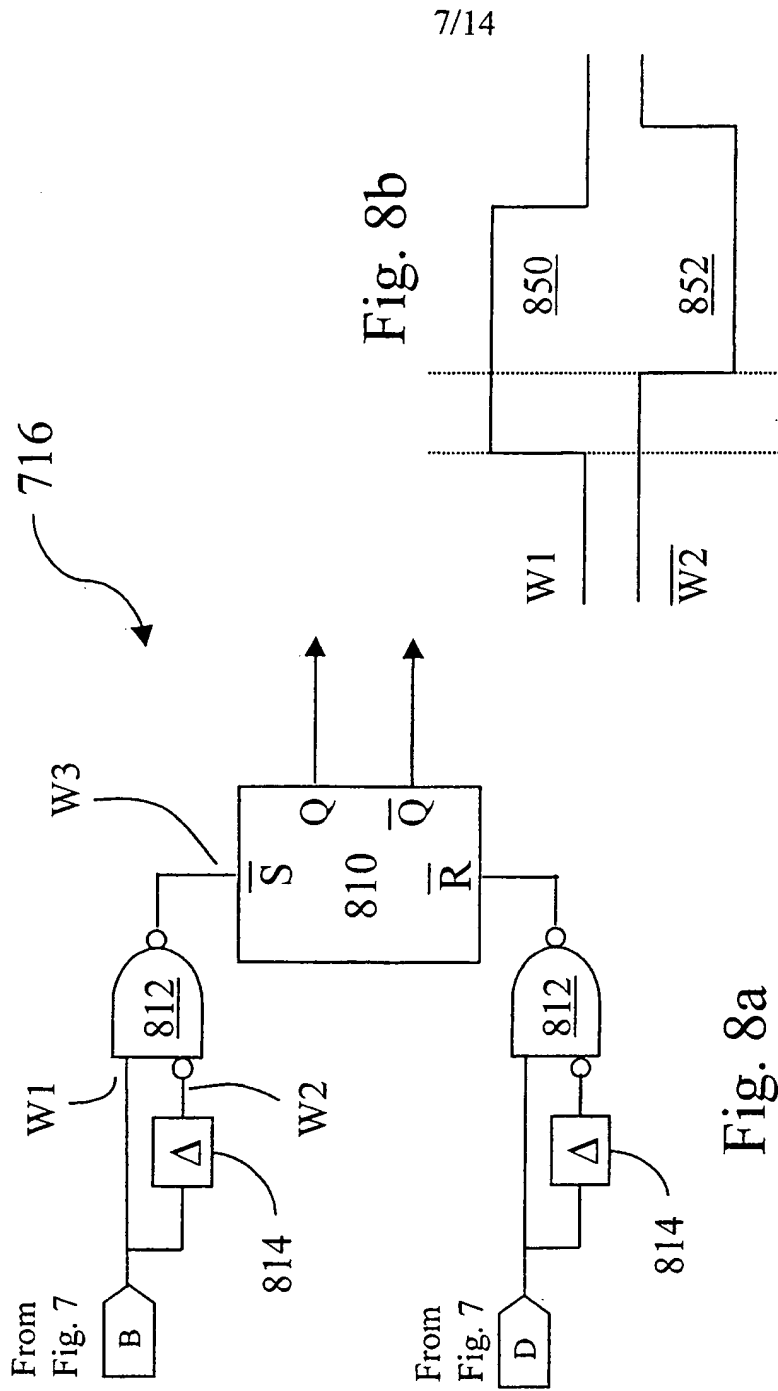 7/14
716
From
Fig. 7
B
W1
812
W2
Δ
814
W3
S̅
Q
810
Q̅
R̅
From
Fig. 7
D
812
Δ
814
Fig. 8a
Fig. 8b
W1
850
W̅2̅
852